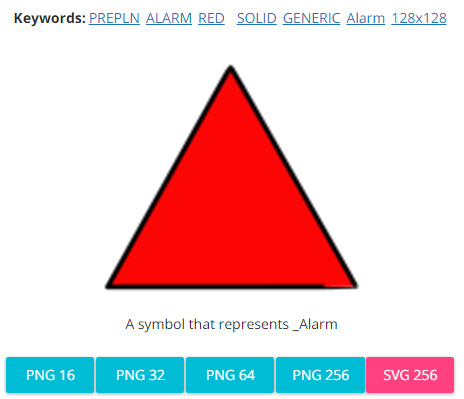 Keywords: PREPLN ALARM RED SOLID GENERIC Alarm 128x128
A symbol that represents _Alarm
PNG 16 PNG 32 PNG 64 PNG 256 SVG 256